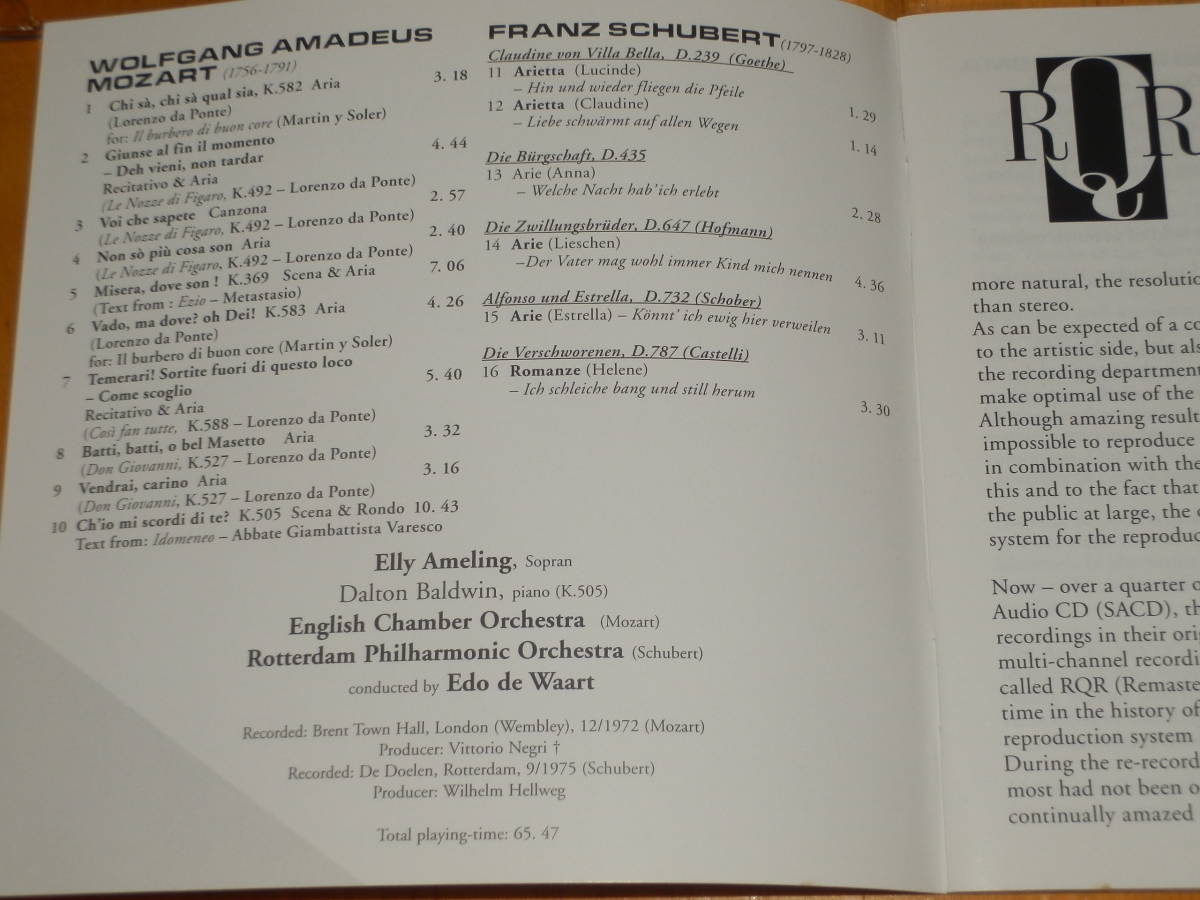 WOLFGANG AMADEUS
MOZART (1756-1791)
1 Chi sà, chi sà qual sia, K.582 Aria 3. 18
(Lorenzo da Ponte)
for: Il burbero di buon core (Martin y Soler)
2 Giunse al fin il momento 4. 44
– Deh vieni, non tardar
Recitativo & Aria
(Le Nozze di Figaro, K.492 – Lorenzo da Ponte)
3 Voi che sapete Canzona 2. 57
(Le Nozze di Figaro, K.492 – Lorenzo da Ponte)
4 Non sò più cosa son Aria 2. 40
(Le Nozze di Figaro, K.492 – Lorenzo da Ponte)
5 Misera, dove son ! K.369 Scena & Aria 7. 06
(Text from : Ezio – Metastasio)
6 Vado, ma dove? oh Dei! K.583 Aria 4. 26
(Lorenzo da Ponte)
for: Il burbero di buon core (Martin y Soler)
7 Temerari! Sortite fuori di questo loco
– Come scoglio 5. 40
Recitativo & Aria
(Così fan tutte, K.588 – Lorenzo da Ponte)
8 Batti, batti, o bel Masetto Aria 3. 32
(Don Giovanni, K.527 – Lorenzo da Ponte)
9 Vendrai, carino Aria 3. 16
(Don Giovanni, K.527 – Lorenzo da Ponte)
10 Ch'io mi scordi di te? K.505 Scena & Rondo 10. 43
Text from: Idomeneo – Abbate Giambattista Varesco
FRANZ SCHUBERT (1797-1828)
Claudine von Villa Bella, D.239 (Goethe)
11 Arietta (Lucinde)
– Hin und wieder fliegen die Pfeile 1. 29
12 Arietta (Claudine)
– Liebe schwärmt auf allen Wegen 1. 14
Die Bürgschaft, D.435
13 Arie (Anna)
– Welche Nacht hab'ich erlebt 2. 28
Die Zwillungsbrüder, D.647 (Hofmann)
14 Arie (Lieschen)
–Der Vater mag wohl immer Kind mich nennen 4. 36
Alfonso und Estrella, D.732 (Schober)
15 Arie (Estrella) – Könnt' ich ewig hier verweilen 3. 11
Die Verschworenen, D.787 (Castelli)
16 Romanze (Helene)
– Ich schleiche bang und still herum 3. 30
Elly Ameling, Sopran
Dalton Baldwin, piano (K.505)
English Chamber Orchestra (Mozart)
Rotterdam Philharmonic Orchestra (Schubert)
conducted by Edo de Waart
Recorded: Brent Town Hall, London (Wembley), 12/1972 (Mozart)
Producer: Vittorio Negri †
Recorded: De Doelen, Rotterdam, 9/1975 (Schubert)
Producer: Wilhelm Hellweg
Total playing-time: 65. 47
RQR
more natural, the resolutio
than stereo.
As can be expected of a co
to the artistic side, but als
the recording department
make optimal use of the
Although amazing result
impossible to reproduce
in combination with the
this and to the fact that
the public at large, the
system for the reproduc
Now – over a quarter o
Audio CD (SACD), th
recordings in their ori
multi-channel recordi
called RQR (Remaste
time in the history of
reproduction system
During the re-record
most had not been o
continually amazed